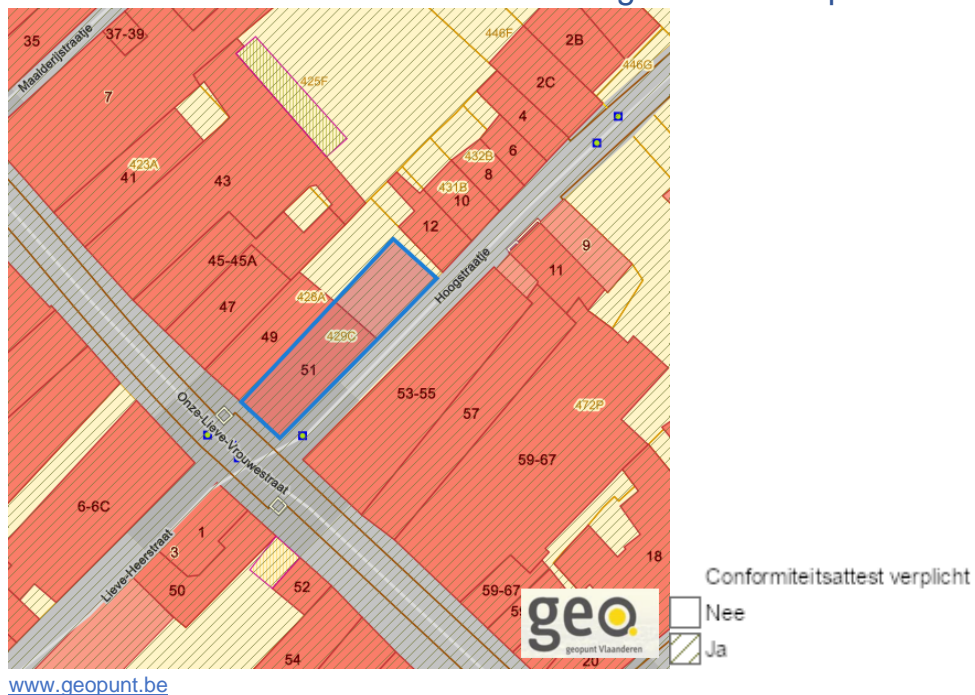 35
37-39
Maalderijstraatje
7
446F
2B
446G
2C
425F
4
6
432B
8
431B
10
12
423A
41
43
9
11
Hoogstraatje
45-45A
428A
47
49
429C
51
53-55
57
472P
59-67
Onze-Lieve-Vrouwestraat
6-6C
1
3
Lieve-Heerstraat
50
52
54
59-67
18
20
geo.
geopunt Vlaanderen
Conformiteitsattest verplicht
Nee
Ja
www.geopunt.be